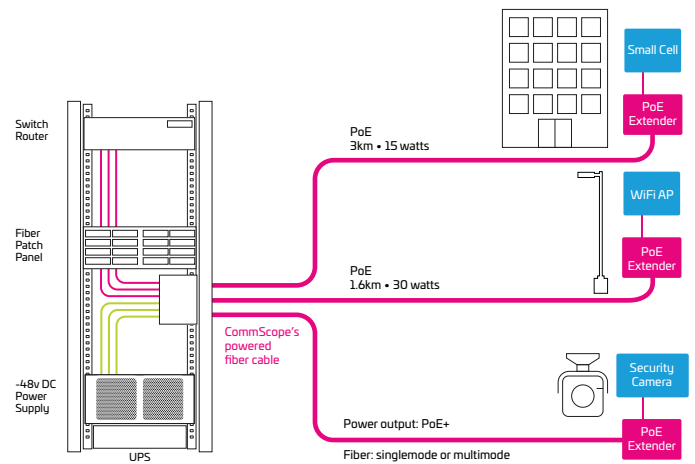 Small Cell
PoE
Extender
Switch
Router
PoE
3km • 15 watts
WiFi AP
Fiber
Patch
Panel
PoE
Extender
PoE
1.6km • 30 watts
CommScope's
powered
fiber cable
Security
Camera
-48v DC
Power
Supply
Power output: PoE+
PoE
Extender
Fiber: singlemode or multimode
UPS